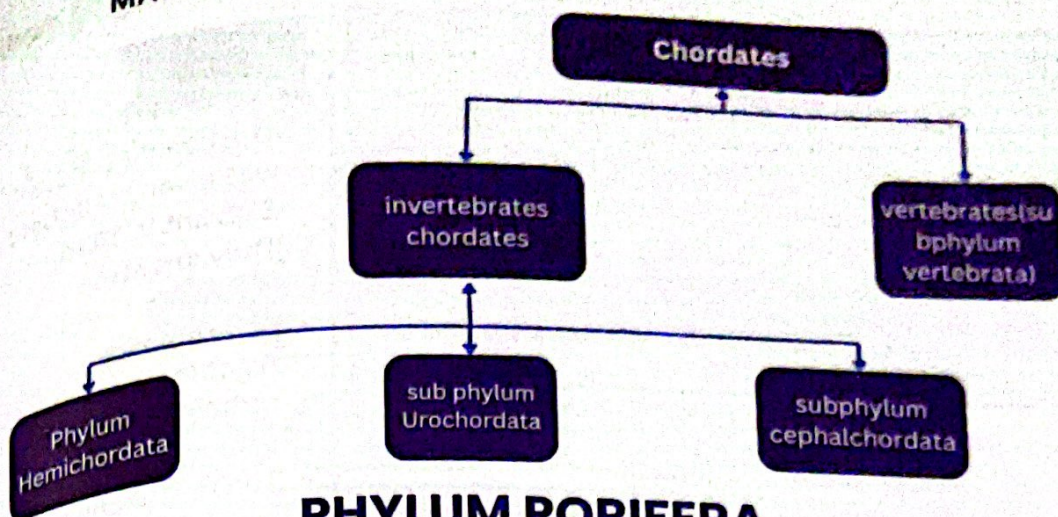 Chordates
invertebrates
chordates
vertebrates(su
bphylum
vertebrata)
Phylum
Hemichordata
sub phylum
Urochordata
subphylum
cephalchordata
PHYLUM PORIFERA